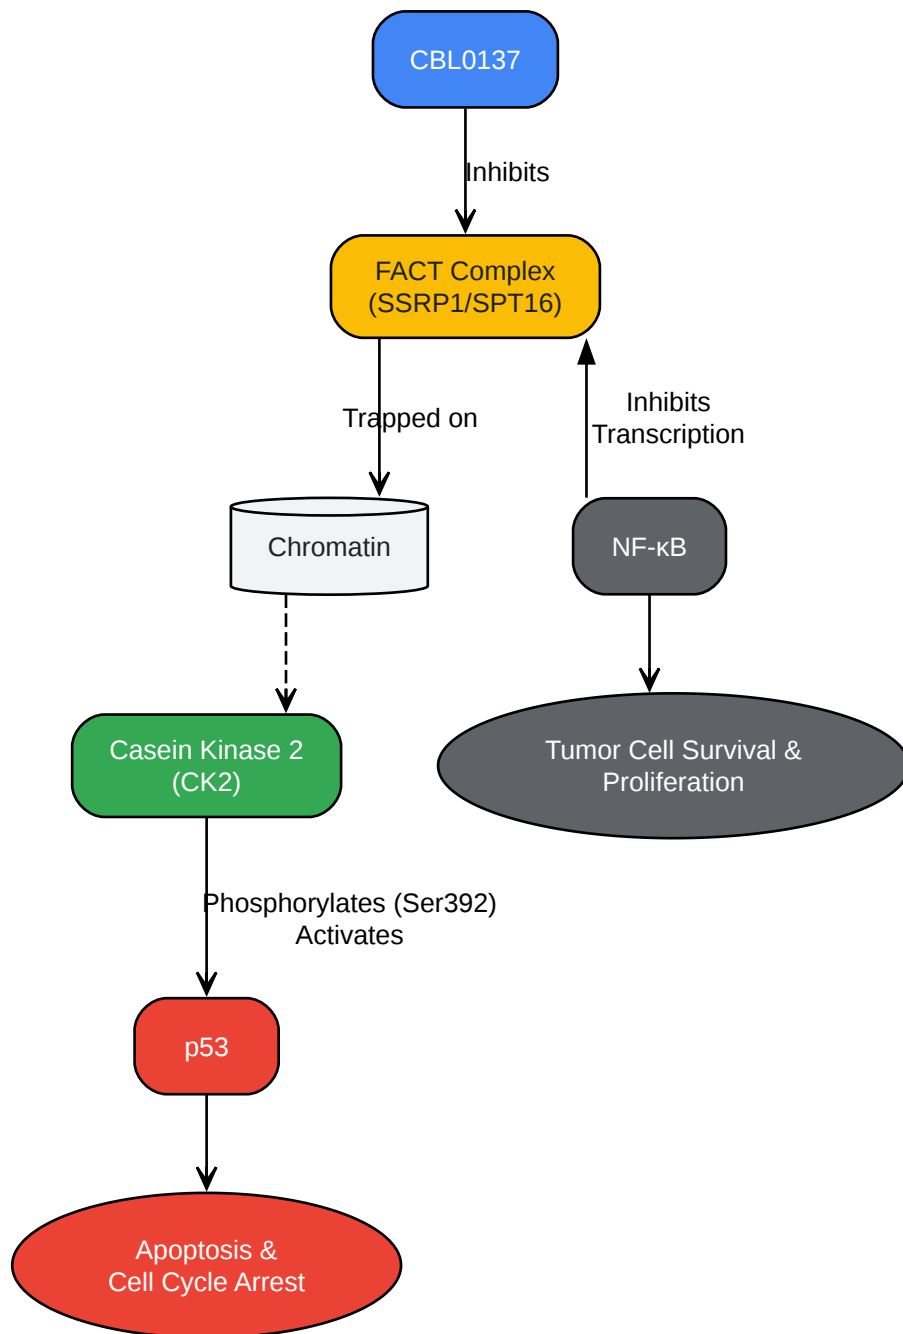 CBL0137
Inhibits
FACT Complex
(SSRP1/SPT16)
Trapped on
Inhibits
Transcription
Chromatin
NF-κB
Casein Kinase 2
(CK2)
Tumor Cell Survival &
Proliferation
Phosphorylates (Ser392)
Activates
p53
Apoptosis &
Cell Cycle Arrest